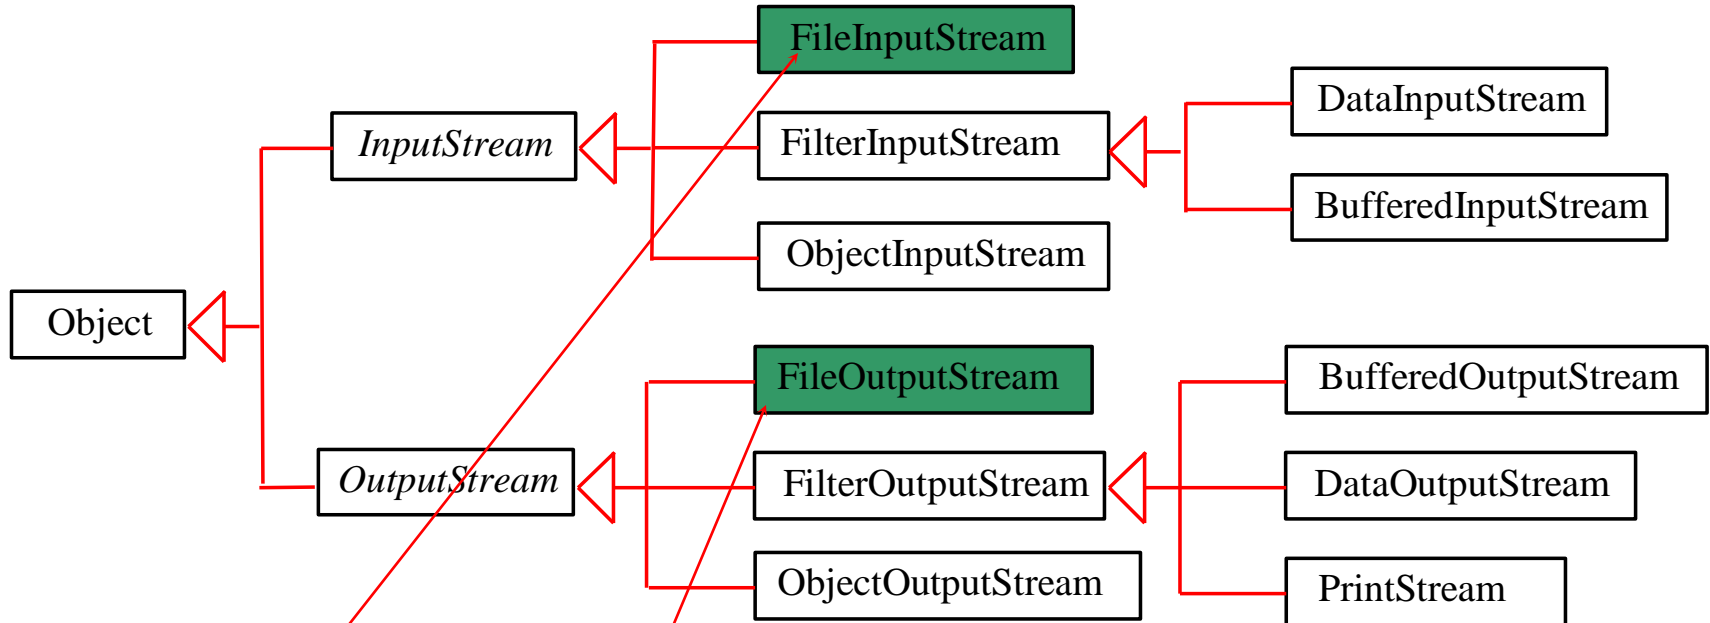 FileInputStream
DataInputStream
InputStream
FilterInputStream
BufferedInputStream
ObjectInputStream
Object
FileOutputStream
BufferedOutputStream
OutputStream
FilterOutputStream
DataOutputStream
ObjectOutputStream
PrintStream